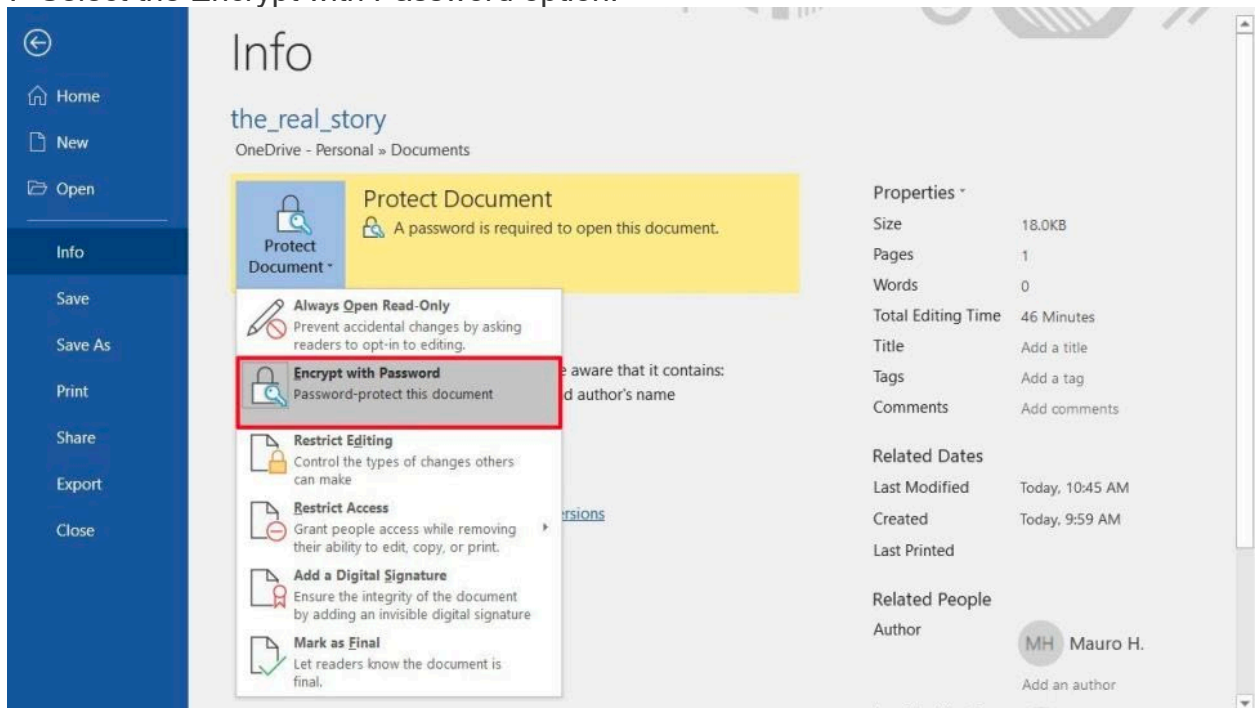 Select the Encrypt with Password option.
Info
Home
New
Open
Info
Save
Save As
Print
Share
Export
Close
the_real_story
OneDrive - Personal » Documents
Protect
Document
Protect Document
A password is required to open this document.
Always Open Read-Only
Prevent accidental changes by asking
readers to opt-in to editing.
Encrypt with Password
Password-protect this document
Restrict Editing
Control the types of changes others
can make
Restrict Access
Grant people access while removing
their ability to edit, copy, or print.
Add a Digital Signature
Ensure the integrity of the document
by adding an invisible digital signature
Mark as Final
Let readers know the document is
final.
aware that it contains:
author's name
Properties
Size 18.0KB
Pages 1
Words 0
Total Editing Time 46 Minutes
Title Add a title
Tags Add a tag
Comments Add comments
Related Dates
Last Modified Today, 10:45 AM
Created Today, 9:59 AM
Last Printed
Related People
Author
MH Mauro H.
Add an author